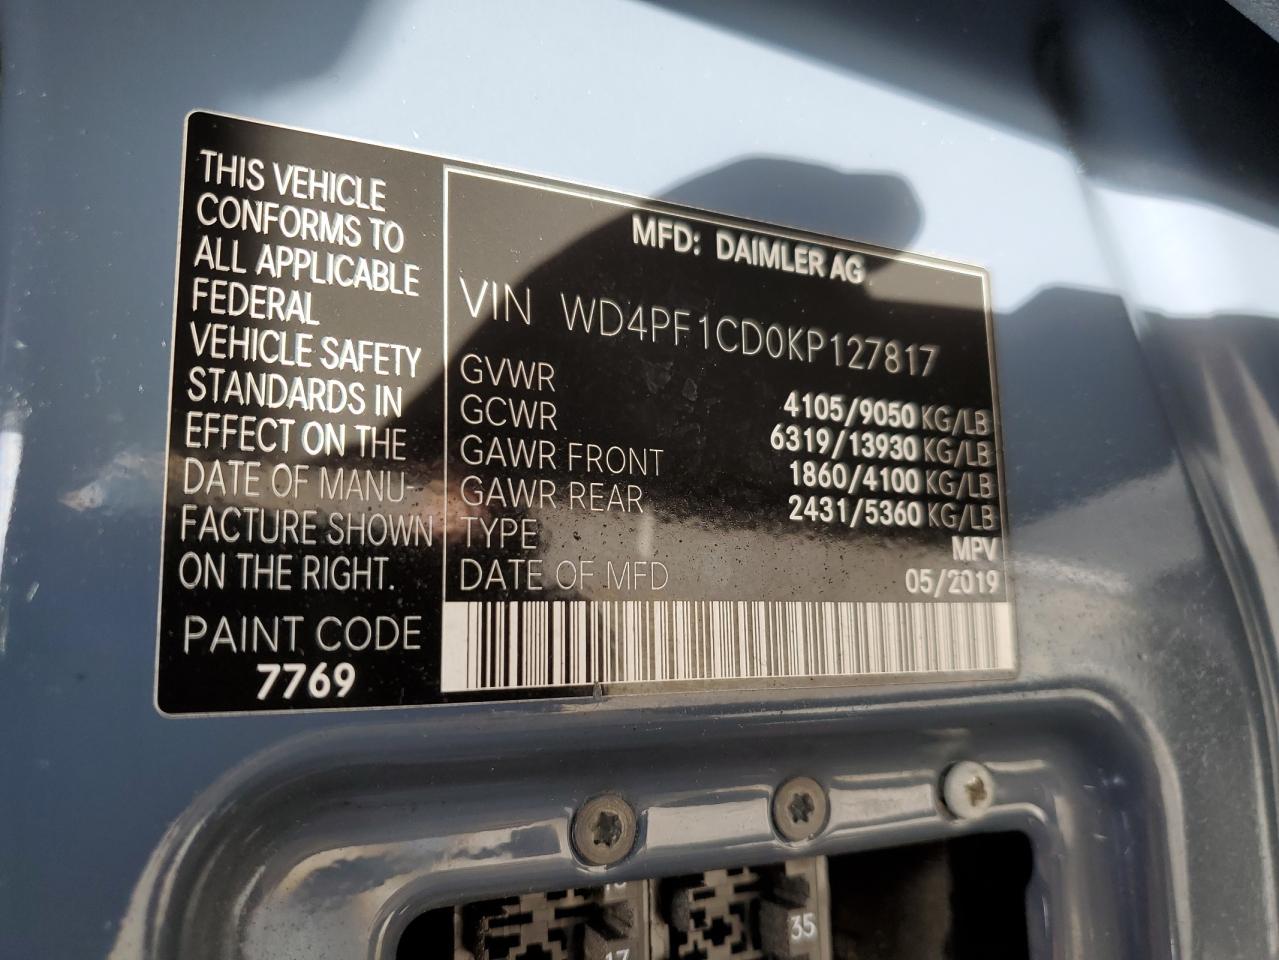 THIS VEHICLE
CONFORMS TO
ALL APPLICABLE
FEDERAL
VEHICLE SAFETY
STANDARDS IN
EFFECT ON THE
DATE OF MANU-
FACTURE SHOWN
ON THE RIGHT.
PAINT CODE
7769
MFD: DAIMLER AG
VIN WD4PF1CD0KP127817
GVWR 4105/9050 KG/LB
GCWR 6319/13930 KG/LB
GAWR FRONT 1860/4100 KG/LB
GAWR REAR 2431/5360 KG/LB
TYPE MPV
DATE OF MFD 05/2019
17
35